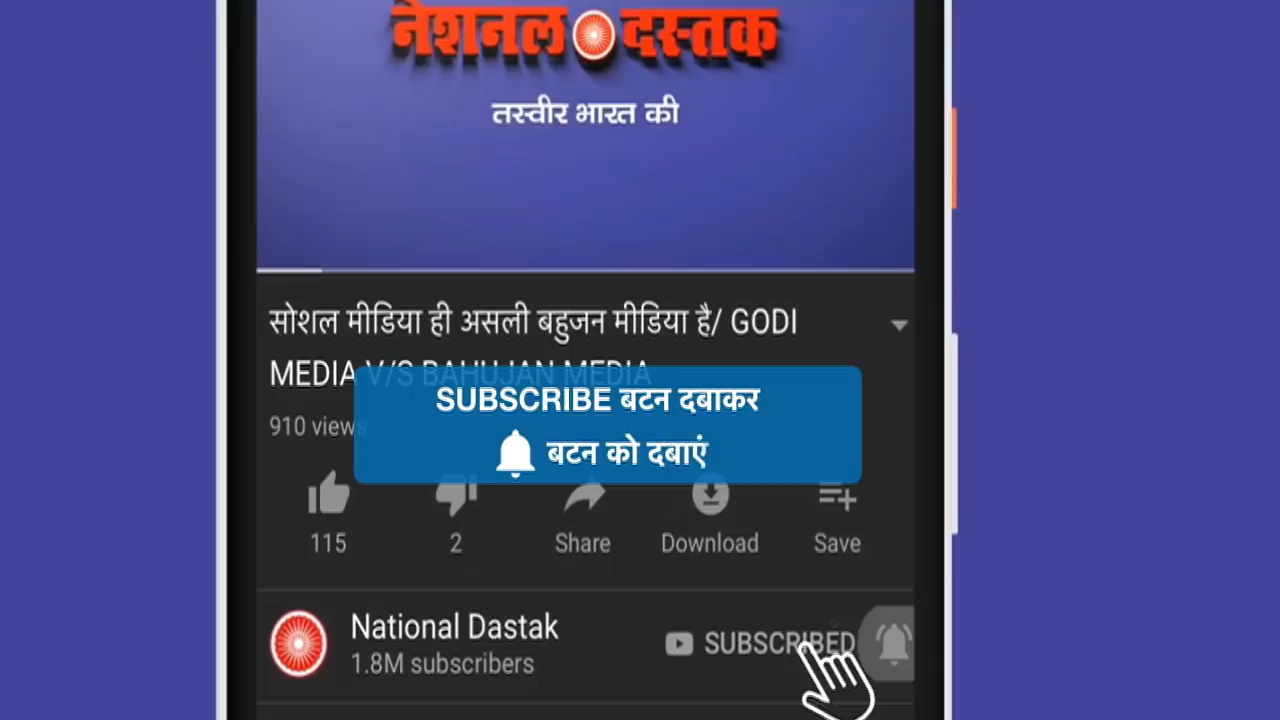 नेशनल दस्तक
तस्वीर भारत की
सोशल मीडिया ही असली बहुजन मीडिया है/ GODI
MEDIA V/S BAHUJAN MEDIA
SUBSCRIBE बटन दबाकर
910 views
बटन को दबाएं
115
2
Share
Download
Save
National Dastak
SUBSCRIBED
1.8M subscribers